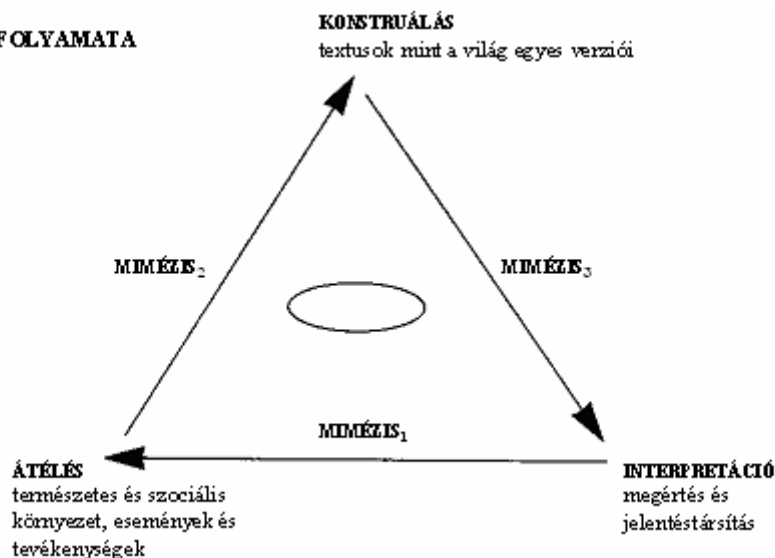 KONSTRUÁLÁS
FOLYAMATA
textusok mint a világ egyes verziói
MIMÉZIS₂
MIMÉZIS₃
MIMÉZIS₁
ÁTÉLÉS
természetes és szociális
környezet, események és
tevékenységek
INTERPRETÁCIÓ
megértés és
jelentéstársítás